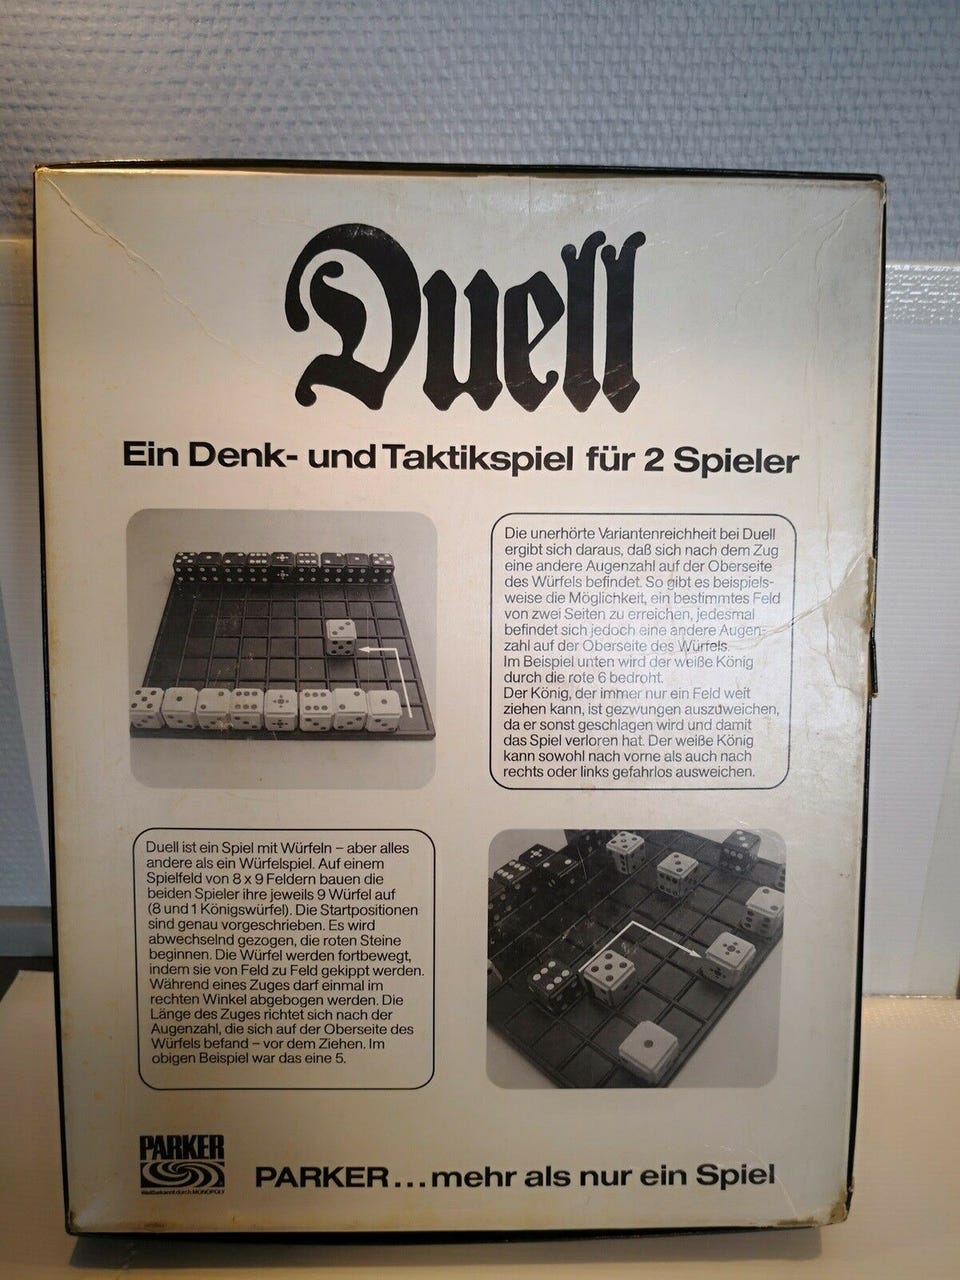 Duell
Ein Denk- und Taktikspiel für 2 Spieler
Die unerhörte Variantenreichheit bei Duell
ergibt sich daraus, daß sich nach dem Zug
eine andere Augenzahl auf der Oberseite
des Würfels befindet. So gibt es beispiels-
weise die Möglichkeit, ein bestimmtes Feld
von zwei Seiten zu erreichen, jedesmal
befindet sich jedoch eine andere Augen-
zahl auf der Oberseite des Würfels.
Im Beispiel unten wird der weiße König
durch die rote 6 bedroht.
Der König, der immer nur ein Feld weit
ziehen kann, ist gezwungen auszuweichen,
da er sonst geschlagen wird und damit
das Spiel verloren hat. Der weiße König
kann sowohl nach vorne als auch nach
rechts oder links gefahrlos ausweichen.
Duell ist ein Spiel mit Würfeln – aber alles
andere als ein Würfelspiel. Auf einem
Spielfeld von 8 x 9 Feldern bauen die
beiden Spieler ihre jeweils 9 Würfel auf
(8 und 1 Königswürfel). Die Startpositionen
sind genau vorgeschrieben. Es wird
abwechselnd gezogen, die roten Steine
beginnen. Die Würfel werden fortbewegt,
indem sie von Feld zu Feld gekippt werden.
Während eines Zuges darf einmal im
rechten Winkel abgebogen werden. Die
Länge des Zuges richtet sich nach der
Augenzahl, die sich auf der Oberseite des
Würfels befand – vor dem Ziehen. Im
obigen Beispiel war das eine 5.
PARKER
Weltbekannt durch MONOPOLY
PARKER...mehr als nur ein Spiel